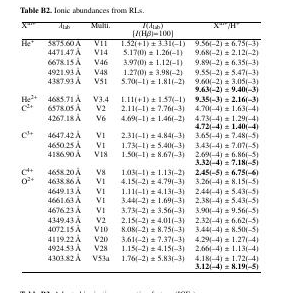 Table B2. Ionic abundances from RLs.
X^{i+} λ_{lab} Multi. I(λ_{lab}) X^{i+}/H^{+}
[I(Hβ)=100]
He^{+} 5875.60 Å V11 1.52(+1) ± 3.31(−1) 9.56(−2) ± 6.75(−3)
4471.47 Å V14 5.17(0) ± 1.26(−1) 9.68(−2) ± 2.12(−2)
6678.15 Å V46 3.97(0) ± 1.12(−1) 9.89(−2) ± 6.35(−3)
4921.93 Å V48 1.27(0) ± 3.98(−2) 9.55(−2) ± 5.47(−3)
4387.93 Å V51 5.70(−1) ± 1.81(−2) 9.60(−2) ± 3.05(−3)
9.63(−2) ± 9.40(−3)
He^{2+} 4685.71 Å V3.4 1.11(+1) ± 1.57(−1) 9.35(−3) ± 2.16(−3)
C^{2+} 6578.05 Å V2 2.11(−1) ± 7.76(−3) 4.70(−4) ± 1.63(−4)
4267.18 Å V6 4.69(−1) ± 1.46(−2) 4.73(−4) ± 1.29(−4)
4.72(−4) ± 1.40(−4)
C^{3+} 4647.42 Å V1 2.31(−1) ± 4.84(−3) 3.65(−4) ± 7.48(−5)
4650.25 Å V1 1.73(−1) ± 5.40(−3) 3.43(−4) ± 7.07(−5)
4186.90 Å V18 1.50(−1) ± 8.67(−3) 2.69(−4) ± 6.86(−5)
3.32(−4) ± 7.18(−5)
C^{4+} 4658.20 Å V8 1.03(−1) ± 1.13(−2) 2.45(−5) ± 6.75(−6)
O^{2+} 4638.86 Å V1 4.15(−2) ± 4.79(−3) 3.26(−4) ± 8.15(−5)
4649.13 Å V1 1.11(−1) ± 4.13(−3) 2.44(−4) ± 5.43(−5)
4661.63 Å V1 3.44(−2) ± 1.69(−3) 2.38(−4) ± 5.43(−5)
4676.23 Å V1 3.73(−2) ± 3.56(−3) 3.90(−4) ± 9.56(−5)
4349.43 Å V2 2.15(−2) ± 4.01(−3) 2.32(−4) ± 6.62(−5)
4072.15 Å V10 8.08(−2) ± 8.75(−3) 3.44(−4) ± 8.50(−5)
4119.22 Å V20 3.61(−2) ± 7.37(−3) 4.29(−4) ± 1.27(−4)
4924.53 Å V28 1.15(−2) ± 4.15(−3) 2.66(−4) ± 1.13(−4)
4303.82 Å V53a 1.76(−2) ± 5.83(−3) 4.18(−4) ± 1.72(−4)
3.12(−4) ± 8.19(−5)